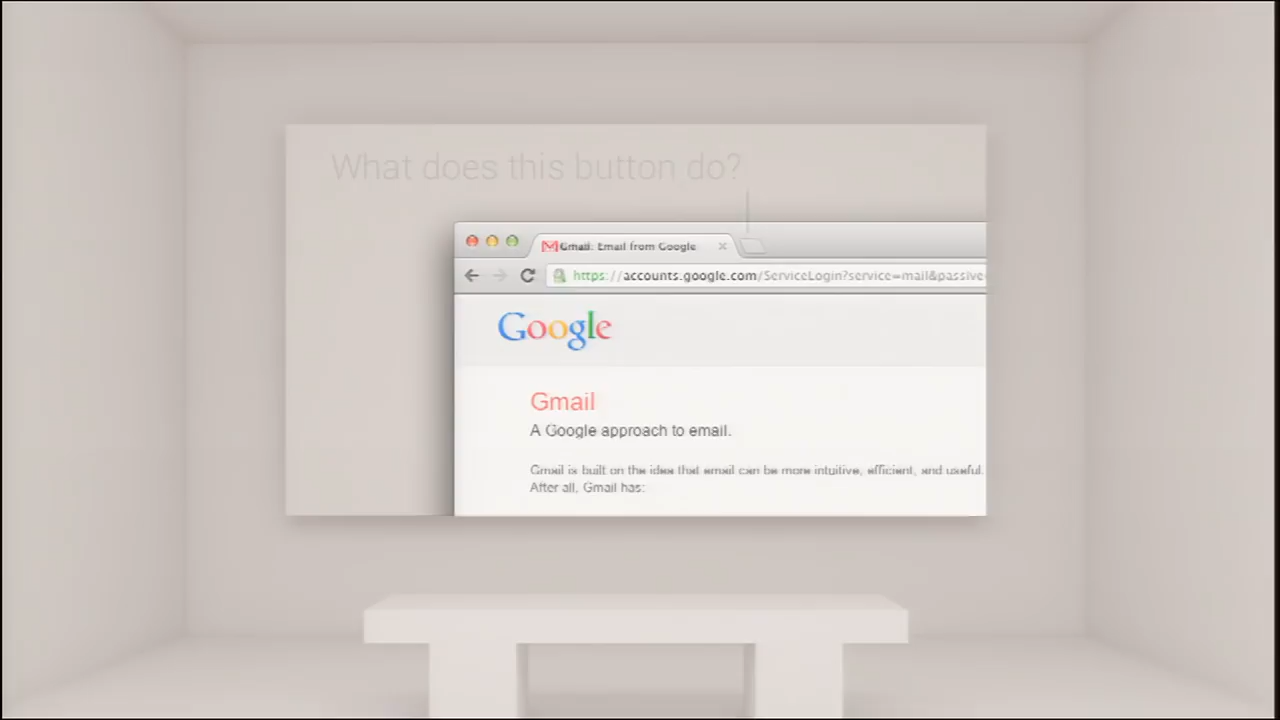 What does this button do?
Gmail: Email from Google
https://accounts.google.com/ServiceLogin?service=mail&passive
Google
Gmail
A Google approach to email.
Gmail is built on the idea that email can be more intuitive, efficient, and useful.
After all, Gmail has: